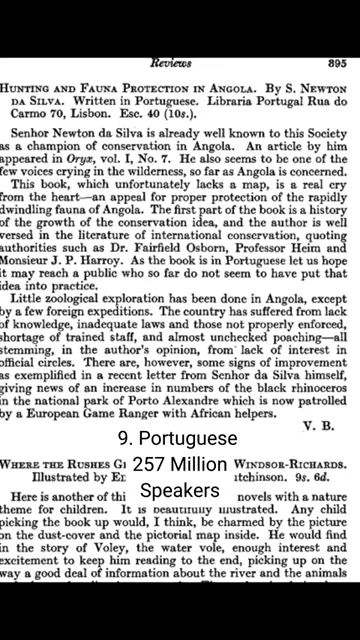 Reviews 395
HUNTING AND FAUNA PROTECTION IN ANGOLA. By S. NEWTON
DA SILVA. Written in Portuguese. Libraria Portugal Rua do
Carmo 70, Lisbon. Esc. 40 (10s.).
Senhor Newton da Silva is already well known to this Society
as a champion of conservation in Angola. An article by him
appeared in Oryx, vol. I, No. 7. He also seems to be one of the
few voices crying in the wilderness, so far as Angola is concerned.
This book, which unfortunately lacks a map, is a real cry
from the heart—an appeal for proper protection of the rapidly
dwindling fauna of Angola. The first part of the book is a history
of the growth of the conservation idea, and the author is well
versed in the literature of international conservation, quoting
authorities such as Dr. Fairfield Osborn, Professor Heim and
Monsieur J. P. Harroy. As the book is in Portuguese let us hope
it may reach a public who so far do not seem to have put that
idea into practice.
Little zoological exploration has been done in Angola, except
by a few foreign expeditions. The country has suffered from lack
of knowledge, inadequate laws and those not properly enforced,
shortage of trained staff, and almost unchecked poaching—all
stemming, in the author's opinion, from lack of interest in
official circles. There are, however, some signs of improvement
as exemplified in a recent letter from Senhor da Silva himself,
giving news of an increase in numbers of the black rhinoceros
in the national park of Porto Alexandre which is now patrolled
by a European Game Ranger with African helpers.
V. B.
9. Portuguese
257 Million
Speakers
WHERE THE RUSHES WINDSOR-RICHARDS.
Illustrated by 9s. 6d.
Here is another of novels with a nature
theme for children. It is beautifully illustrated. Any child
picking the book up would, I think, be charmed by the picture
on the dust-cover and the pictorial map inside. He would find
in the story of Voley, the water vole, enough interest and
excitement to keep him reading to the end, picking up on the
way a good deal of information about the river and the animals